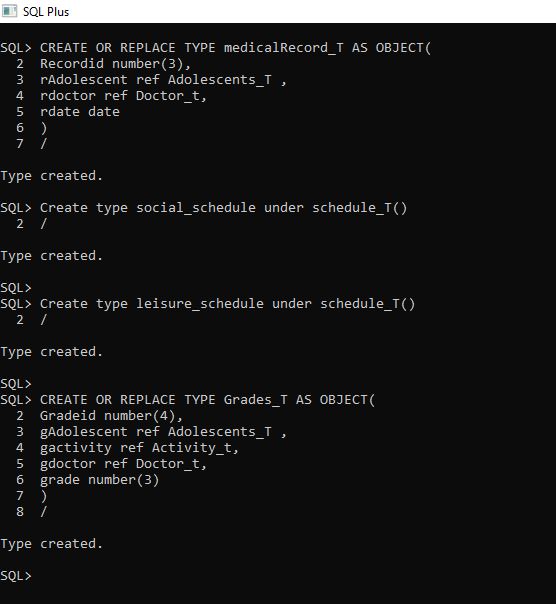 SQL Plus
SQL> CREATE OR REPLACE TYPE medicalRecord_T AS OBJECT(
  2  Recordid number(3),
  3  rAdolescent ref Adolescents_T ,
  4  rdoctor ref Doctor_t,
  5  rdate date
  6  )
  7  /
Type created.
SQL> Create type social_schedule under schedule_T()
  2  /
Type created.
SQL>
SQL> Create type leisure_schedule under schedule_T()
  2  /
Type created.
SQL>
SQL> CREATE OR REPLACE TYPE Grades_T AS OBJECT(
  2  Gradeid number(4),
  3  gAdolescent ref Adolescents_T ,
  4  gactivity ref Activity_t,
  5  gdoctor ref Doctor_t,
  6  grade number(3)
  7  )
  8  /
Type created.
SQL>